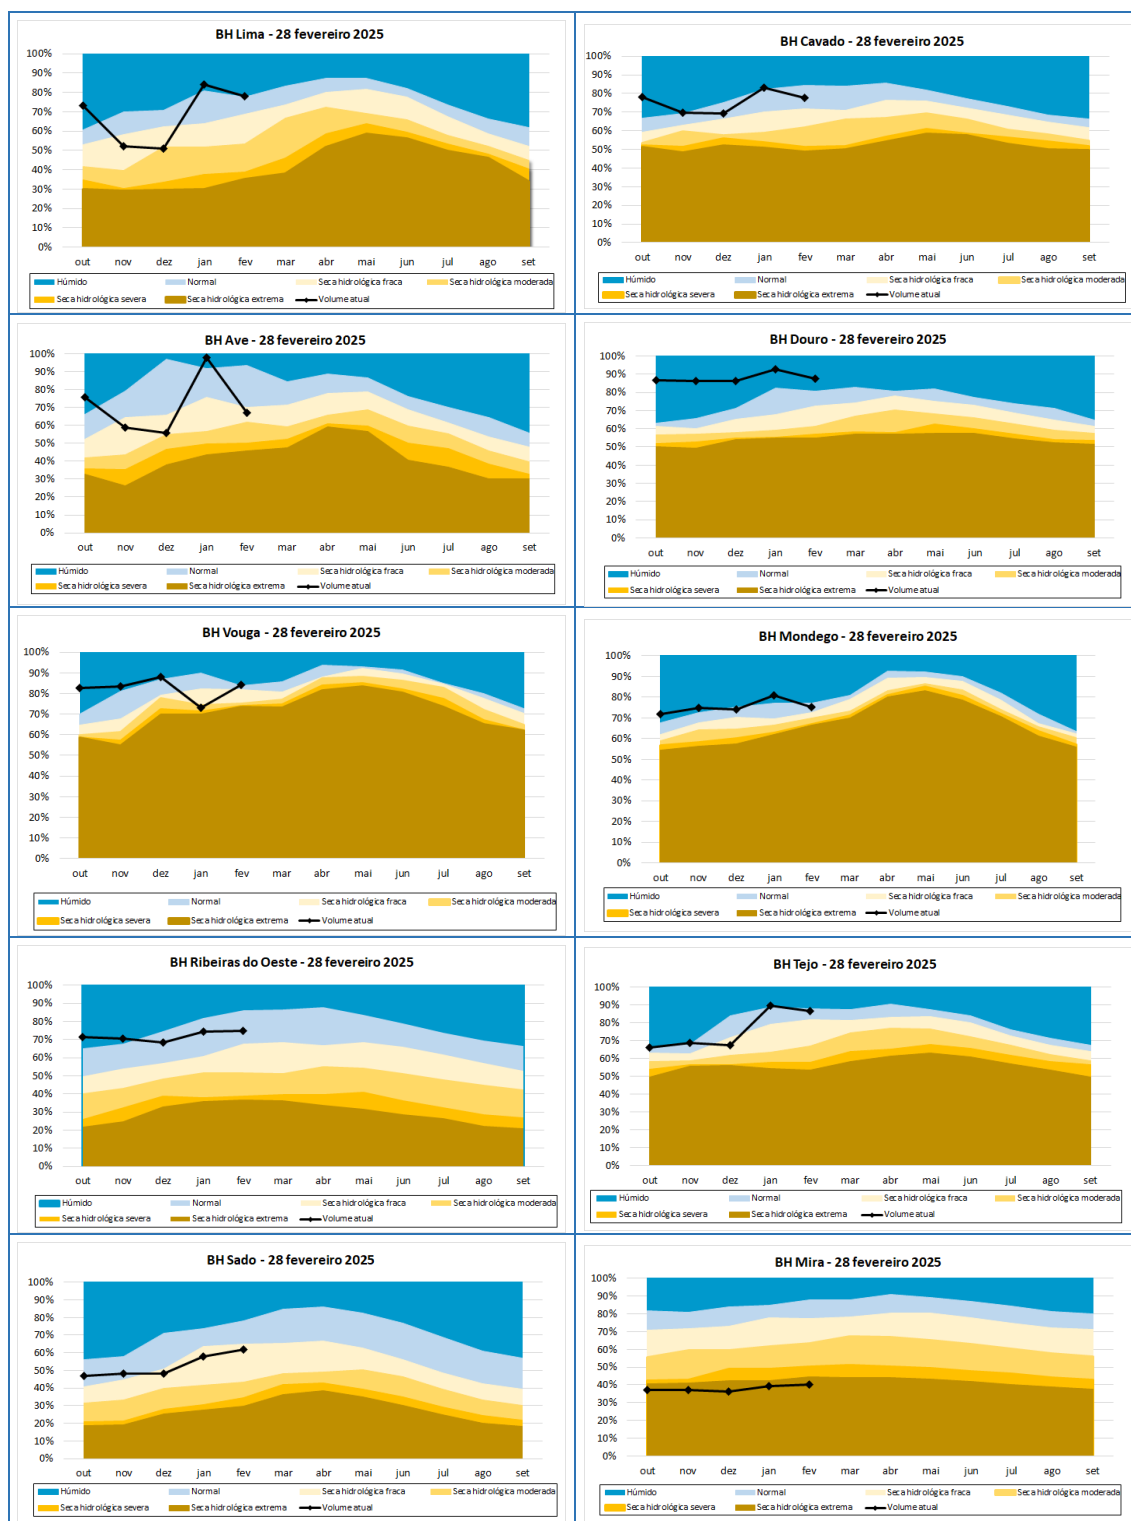 BH Lima - 28 fevereiro 2025
100%
90%
80%
70%
60%
50%
40%
30%
20%
10%
0%
out nov dez jan fev mar abr mai jun jul ago set
Húmido Normal Seca hidrológica fraca Seca hidrológica moderada
Seca hidrológica severa Seca hidrológica extrema Volume atual
BH Cavado - 28 fevereiro 2025
100%
90%
80%
70%
60%
50%
40%
30%
20%
10%
0%
out nov dez jan fev mar abr mai jun jul ago set
Húmido Normal Seca hidrológica fraca Seca hidrológica moderada
Seca hidrológica severa Seca hidrológica extrema Volume atual
BH Ave - 28 fevereiro 2025
100%
90%
80%
70%
60%
50%
40%
30%
20%
10%
0%
out nov dez jan fev mar abr mai jun jul ago set
Húmido Normal Seca hidrológica fraca Seca hidrológica moderada
Seca hidrológica severa Seca hidrológica extrema Volume atual
BH Douro - 28 fevereiro 2025
100%
90%
80%
70%
60%
50%
40%
30%
20%
10%
0%
out nov dez jan fev mar abr mai jun jul ago set
Húmido Normal Seca hidrológica fraca Seca hidrológica moderada
Seca hidrológica severa Seca hidrológica extrema Volume atual
BH Vouga - 28 fevereiro 2025
100%
90%
80%
70%
60%
50%
40%
30%
20%
10%
0%
out nov dez jan fev mar abr mai jun jul ago set
Húmido Normal Seca hidrológica fraca Seca hidrológica moderada
Seca hidrológica severa Seca hidrológica extrema Volume atual
BH Mondego - 28 fevereiro 2025
100%
90%
80%
70%
60%
50%
40%
30%
20%
10%
0%
out nov dez jan fev mar abr mai jun jul ago set
Húmido Normal Seca hidrológica fraca Seca hidrológica moderada
Seca hidrológica severa Seca hidrológica extrema Volume atual
BH Ribeiras do Oeste - 28 fevereiro 2025
100%
90%
80%
70%
60%
50%
40%
30%
20%
10%
0%
out nov dez jan fev mar abr mai jun jul ago set
Húmido Normal Seca hidrológica fraca Seca hidrológica moderada
Seca hidrológica severa Seca hidrológica extrema Volume atual
BH Tejo - 28 fevereiro 2025
100%
90%
80%
70%
60%
50%
40%
30%
20%
10%
0%
out nov dez jan fev mar abr mai jun jul ago set
Húmido Normal Seca hidrológica fraca Seca hidrológica moderada
Seca hidrológica severa Seca hidrológica extrema Volume atual
BH Sado - 28 fevereiro 2025
100%
90%
80%
70%
60%
50%
40%
30%
20%
10%
0%
out nov dez jan fev mar abr mai jun jul ago set
Húmido Normal Seca hidrológica fraca Seca hidrológica moderada
Seca hidrológica severa Seca hidrológica extrema Volume atual
BH Mira - 28 fevereiro 2025
100%
90%
80%
70%
60%
50%
40%
30%
20%
10%
0%
out nov dez jan fev mar abr mai jun jul ago set
Húmido Normal Seca hidrológica fraca Seca hidrológica moderada
Seca hidrológica severa Seca hidrológica extrema Volume atual